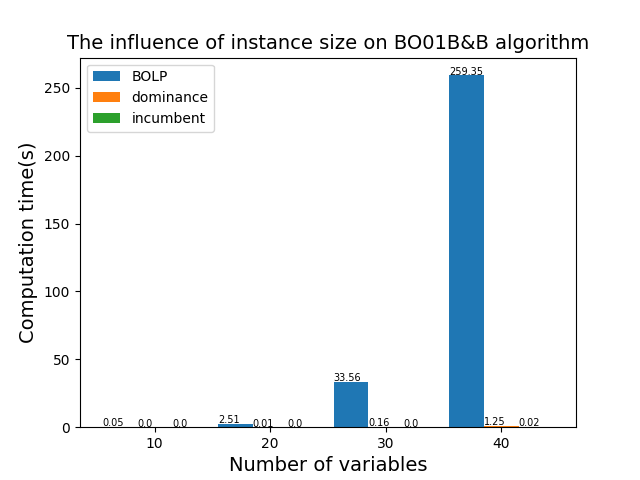 The influence of instance size on BO01B&B algorithm
BOLP
dominance
incumbent
Computation time(s)
250
200
150
100
50
0
259.35
33.56
2.51
0.05 0.0 0.0
0.01 0.0
0.16 0.0
1.25 0.02
10 20 30 40
Number of variables